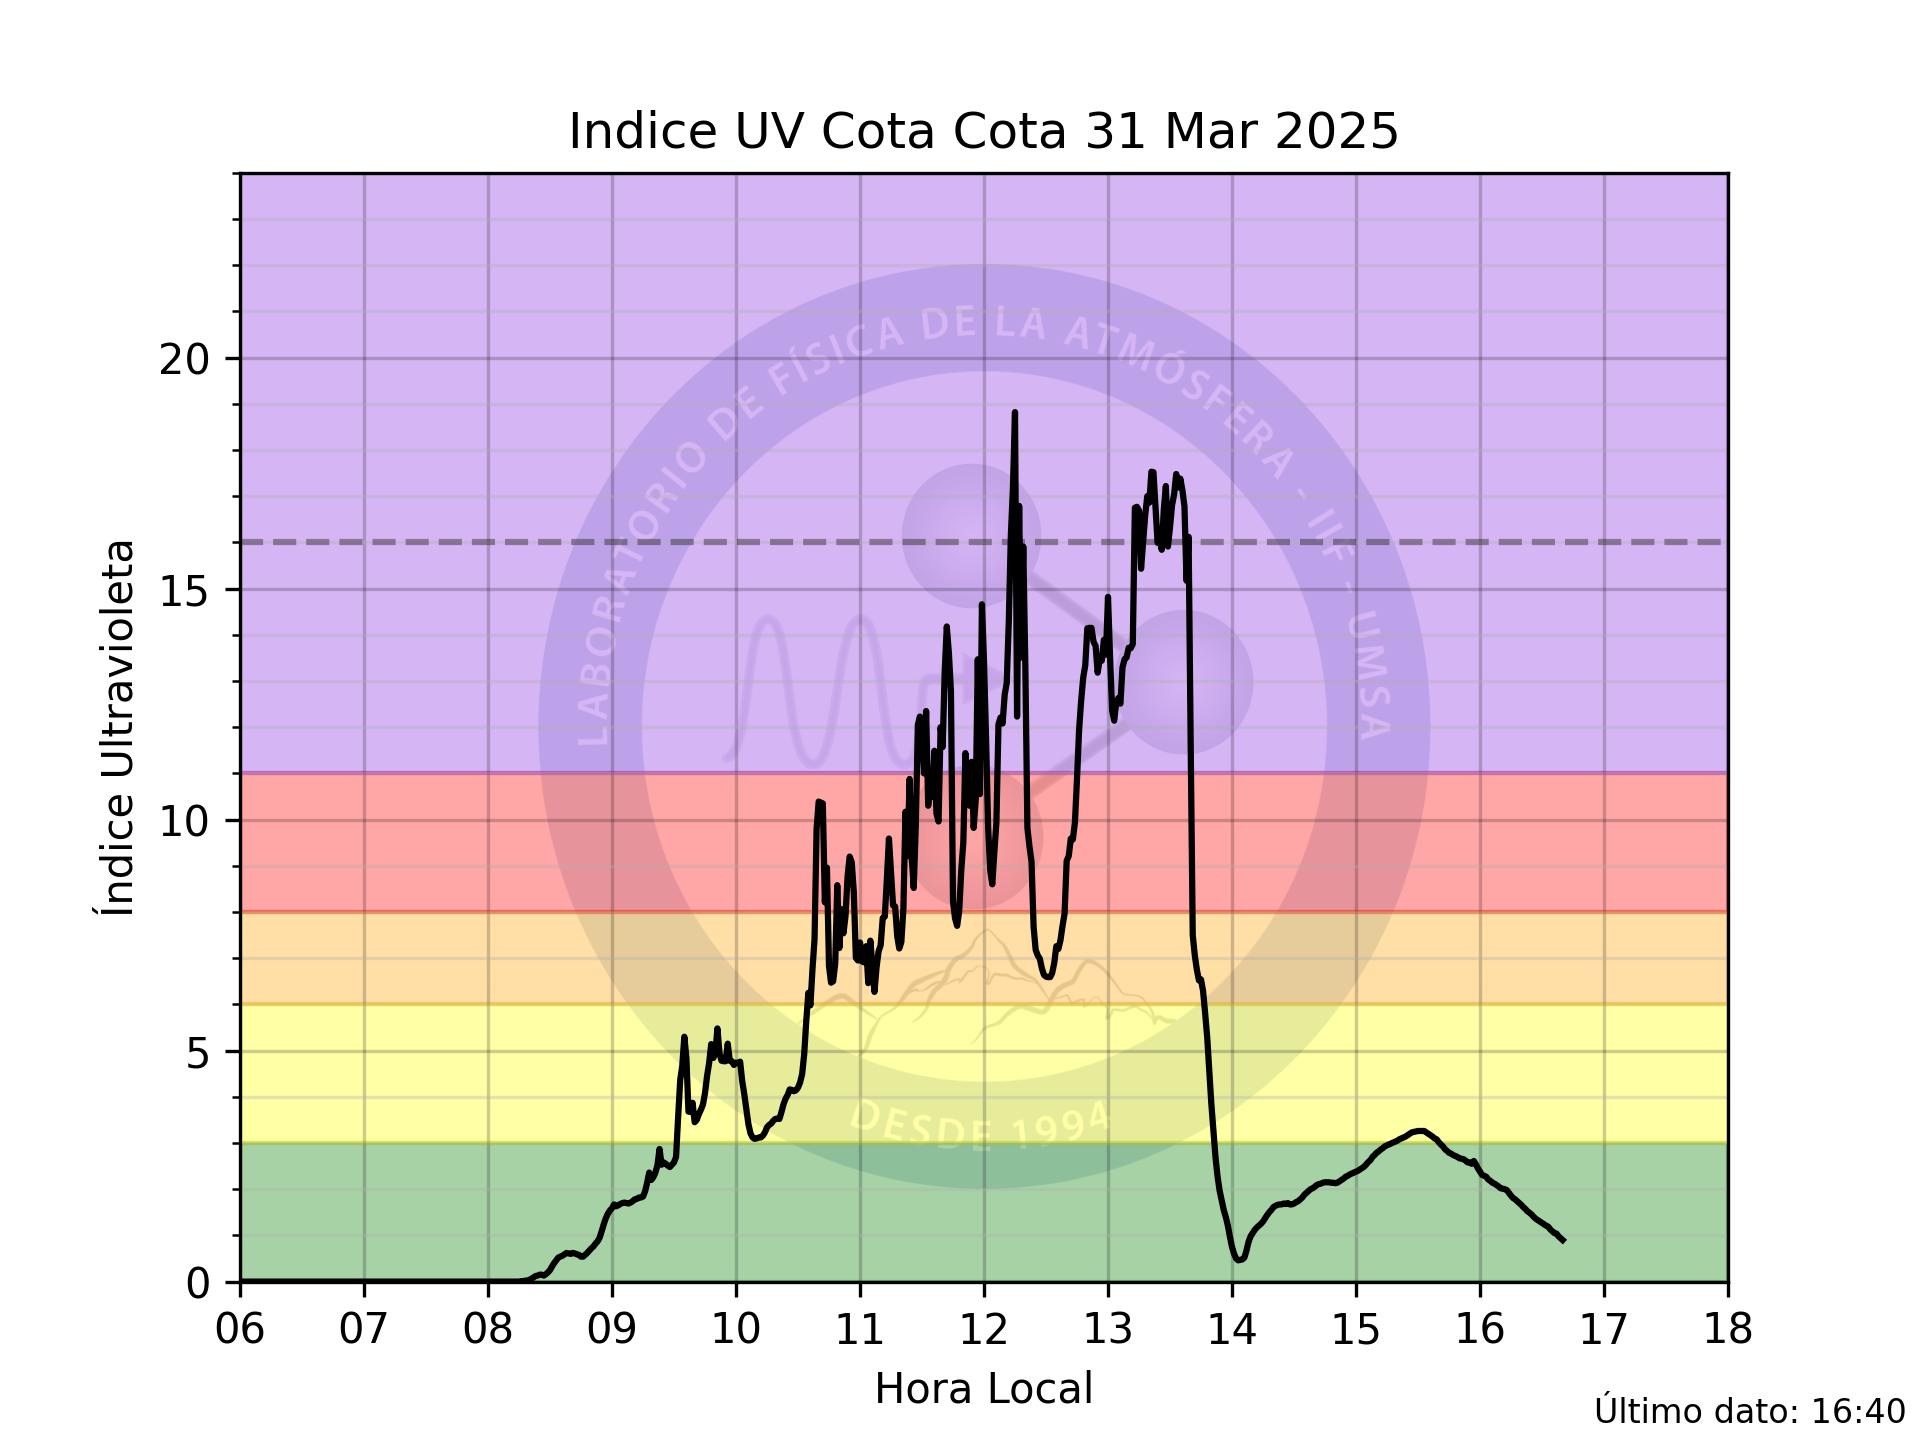 Indice UV Cota Cota 31 Mar 2025
LABORATORIO DE FÍSICA DE LA ATMÓSFERA - IIF - UMSA
DESDE 1994
Índice Ultravioleta
20
15
10
5
0
06 07 08 09 10 11 12 13 14 15 16 17 18
Hora Local
Último dato: 16:40